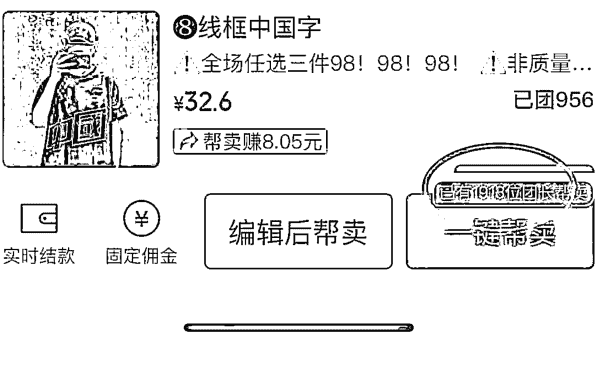 ⑧线框中国字
⚠️全场任选三件98！98！98！ ⚠️非质量...
¥32.6
已团956
帮卖赚8.05元
已有1918位团长帮卖
实时结款
固定佣金
编辑后帮卖
一键帮卖